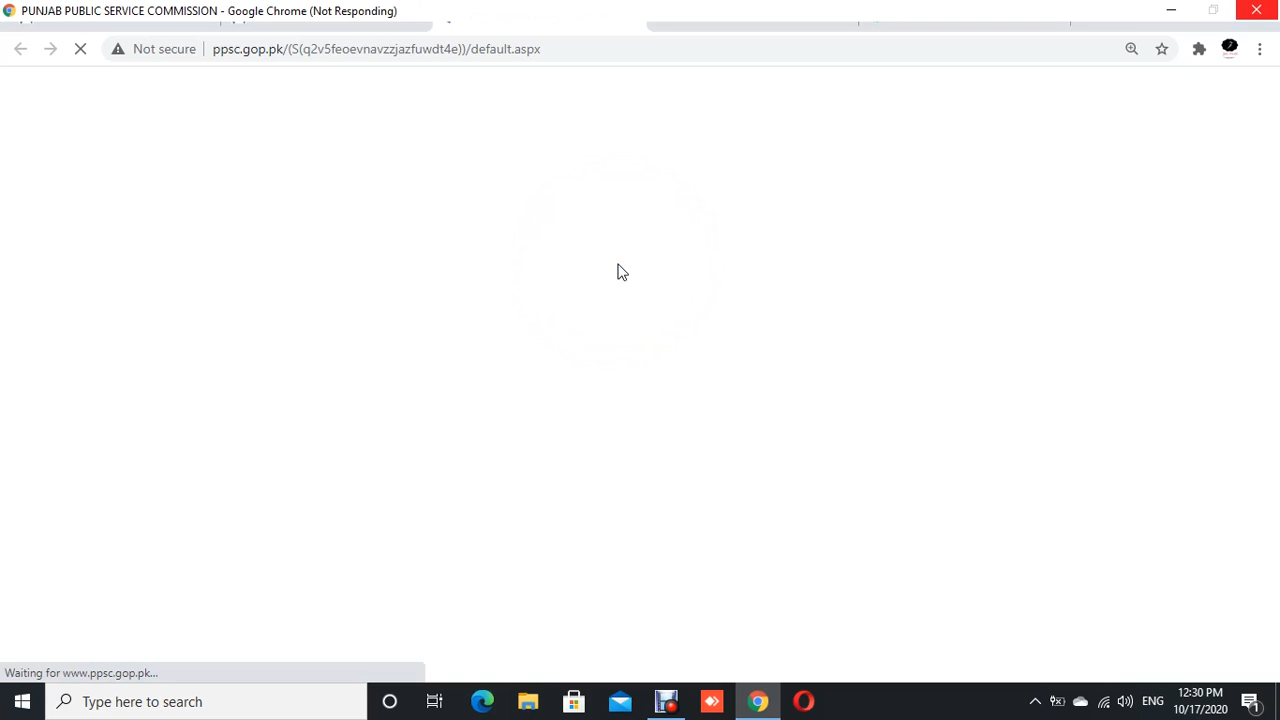 PUNJAB PUBLIC SERVICE COMMISSION - Google Chrome (Not Responding)
Not secure
ppsc.gop.pk/(S(q2v5feoevnavzzjazfuwdt4e))/default.aspx
Waiting for www.ppsc.gop.pk...
Type here to search
ENG
12:30 PM
10/17/2020
1